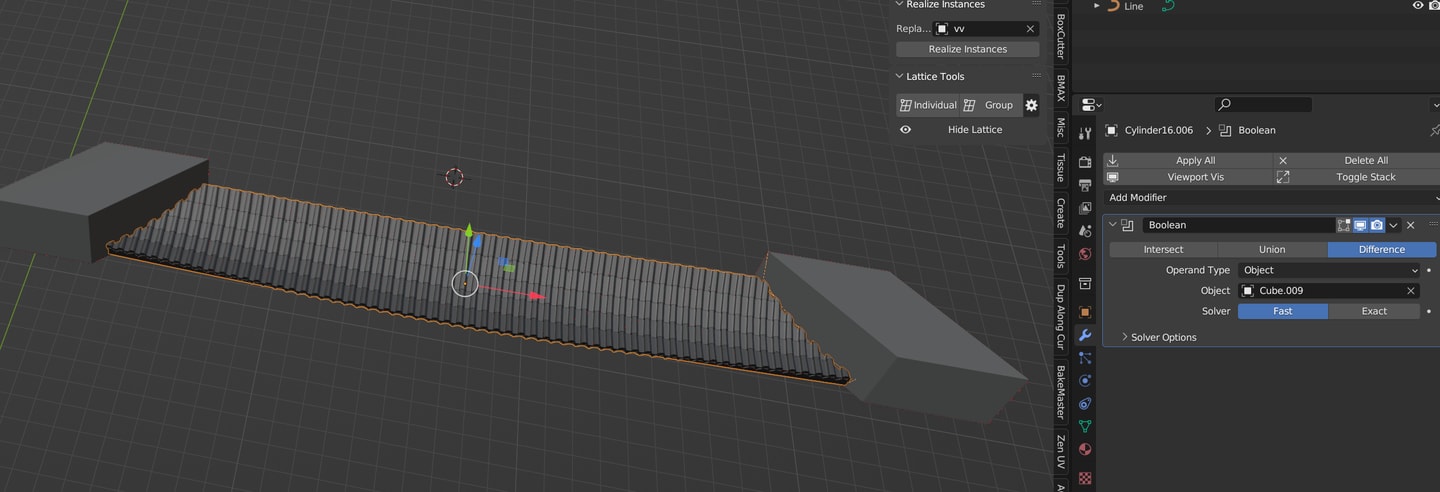 Realize Instances
Repla... vv
Realize Instances
Lattice Tools
Individual Group
Hide Lattice
BoxCutter
BMAX
Misc
Tissue
Create
Tools
Dup Along Cur
BakeMaster
Zen UV
Line
Cylinder16.006 Boolean
Apply All Delete All
Viewport Vis Toggle Stack
Add Modifier
Boolean
Intersect Union Difference
Operand Type Object
Object Cube.009
Solver Fast Exact
Solver Options